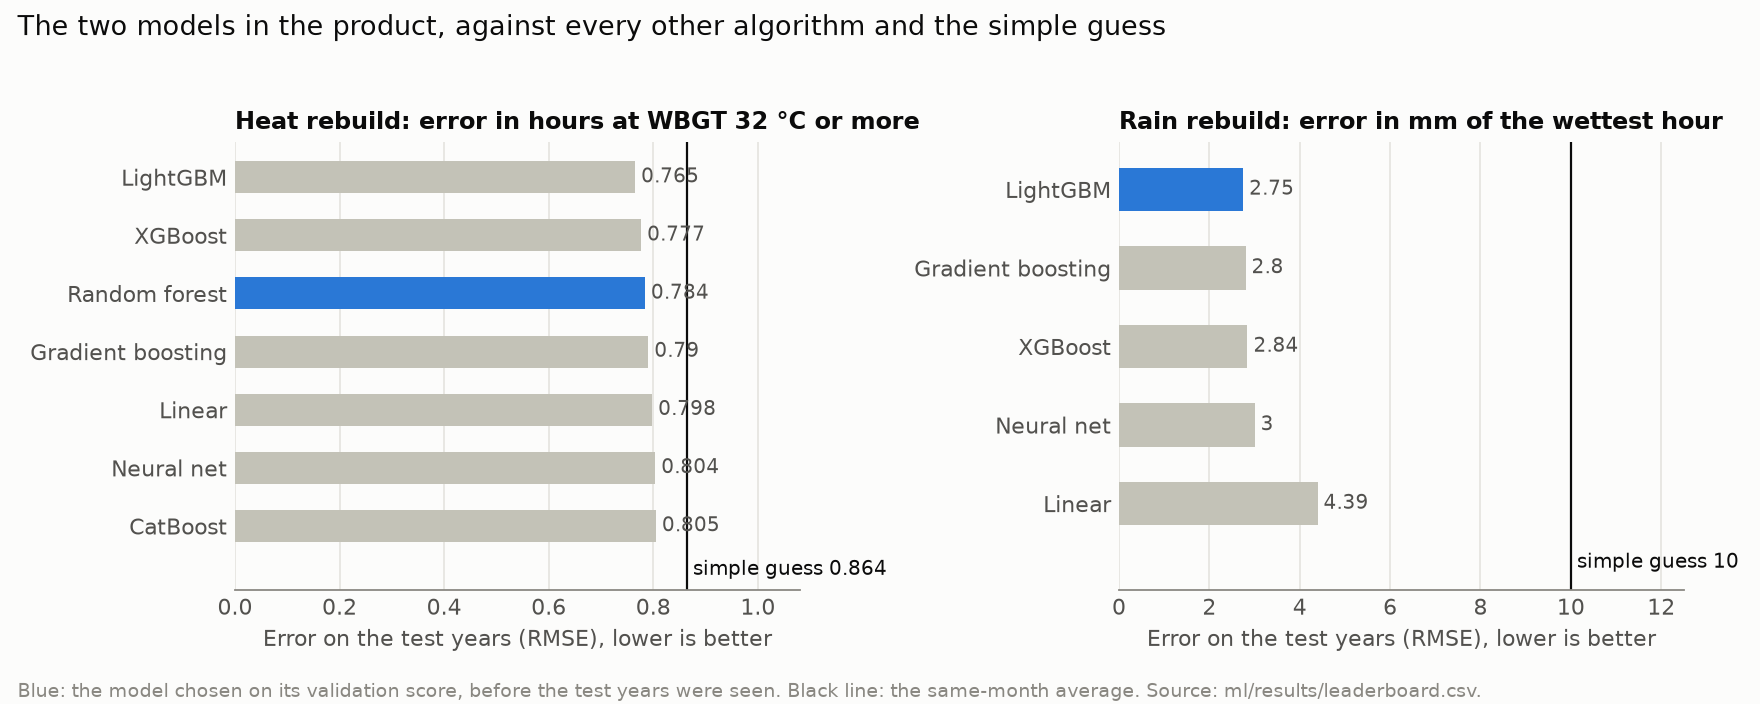 The two models in the product, against every other algorithm and the simple guess
Heat rebuild: error in hours at WBGT 32 °C or more
LightGBM 0.765
XGBoost 0.777
Random forest 0.784
Gradient boosting 0.79
Linear 0.798
Neural net 0.804
CatBoost 0.805
simple guess 0.864
0.0 0.2 0.4 0.6 0.8 1.0
Error on the test years (RMSE), lower is better
Rain rebuild: error in mm of the wettest hour
LightGBM 2.75
Gradient boosting 2.8
XGBoost 2.84
Neural net 3
Linear 4.39
simple guess 10
0 2 4 6 8 10 12
Error on the test years (RMSE), lower is better
Blue: the model chosen on its validation score, before the test years were seen. Black line: the same-month average. Source: ml/results/leaderboard.csv.